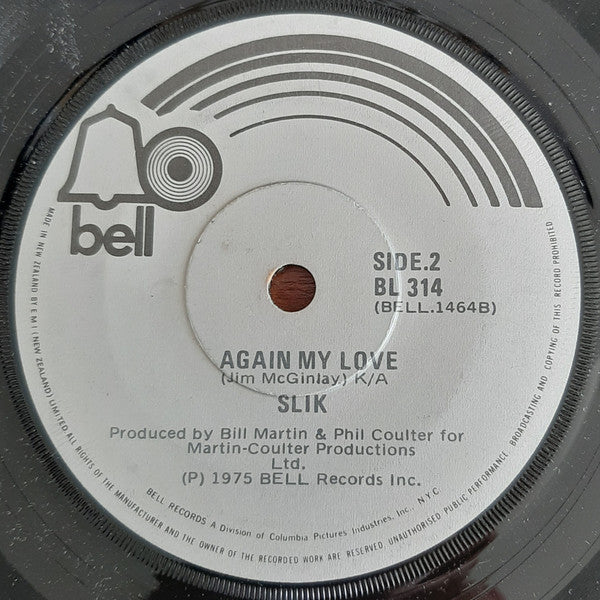 bell
SIDE.2
BL 314
(BELL.1464B)
AGAIN MY LOVE
(Jim McGinlay) K/A
SLIK
Produced by Bill Martin & Phil Coulter for
Martin-Coulter Productions
Ltd.
(P) 1975 BELL Records Inc.
BELL RECORDS A Division of Columbia Pictures Industries, Inc., N.Y.C.
MADE IN NEW ZEALAND BY E M I (NEW ZEALAND) LIMITED. ALL RIGHTS OF THE MANUFACTURER AND THE OWNER OF THE RECORDED WORK ARE RESERVED. UNAUTHORISED PUBLIC PERFORMANCE BROADCASTING AND COPYING OF THIS RECORD PROHIBITED